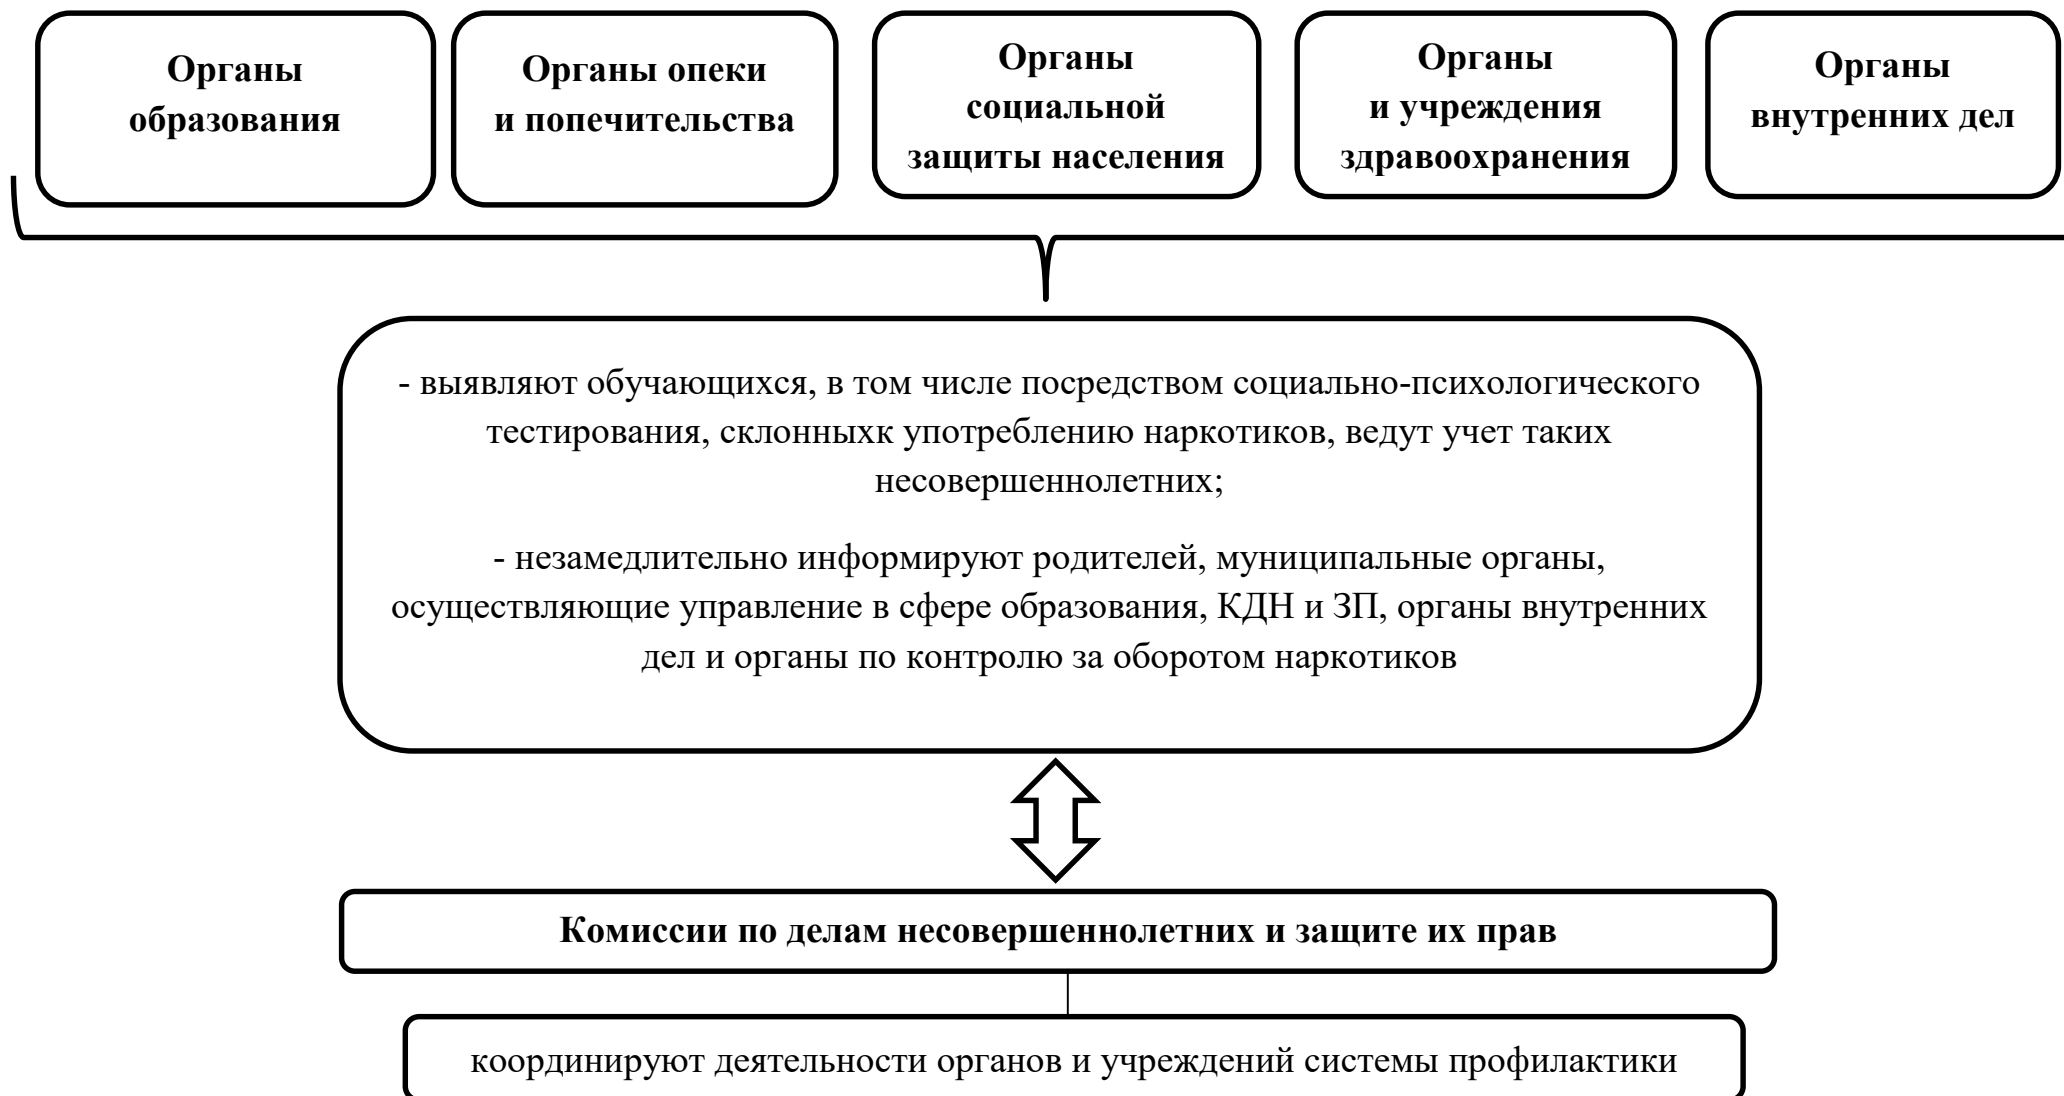 Органы
образования
Органы опеки
и попечительства
Органы
социальной
защиты населения
Органы
и учреждения
здравоохранения
Органы
внутренних дел
- выявляют обучающихся, в том числе посредством социально-психологического
тестирования, склонныхк употреблению наркотиков, ведут учет таких
несовершеннолетних;
- незамедлительно информируют родителей, муниципальные органы,
осуществляющие управление в сфере образования, КДН и ЗП, органы внутренних
дел и органы по контролю за оборотом наркотиков
Комиссии по делам несовершеннолетних и защите их прав
координируют деятельности органов и учреждений системы профилактики